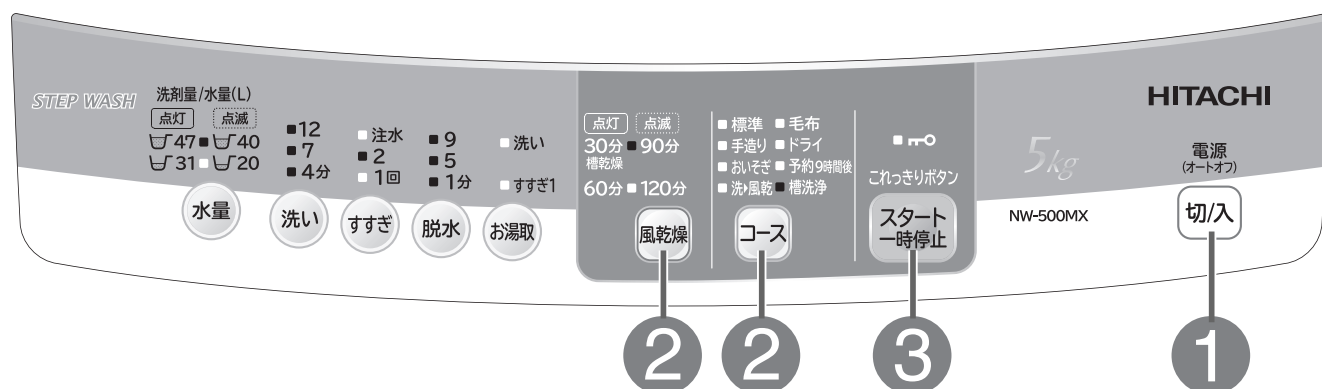 STEP WASH
洗剤量/水量(L)
点灯 点滅
47 40
31 20
水量
12
7
4分
洗い
注水
2
1回
すすぎ
9
5
1分
脱水
洗い
すすぎ1
お湯取
点灯 点滅
30分 90分
槽乾燥
60分 120分
風乾燥
標準 毛布
手造り ドライ
おいそぎ 予約9時間後
洗▶風乾 槽洗浄
コース
これっきりボタン
スタート
一時停止
5kg
NW-500MX
HITACHI
電源
(オートオフ)
切/入
2
2
3
1